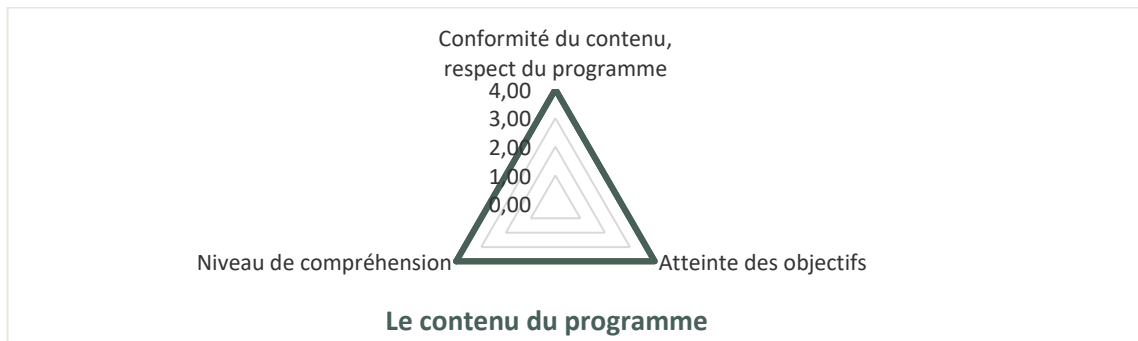 Conformité du contenu,
respect du programme
4,00
3,00
2,00
1,00
0,00
Niveau de compréhension
Atteinte des objectifs
Le contenu du programme